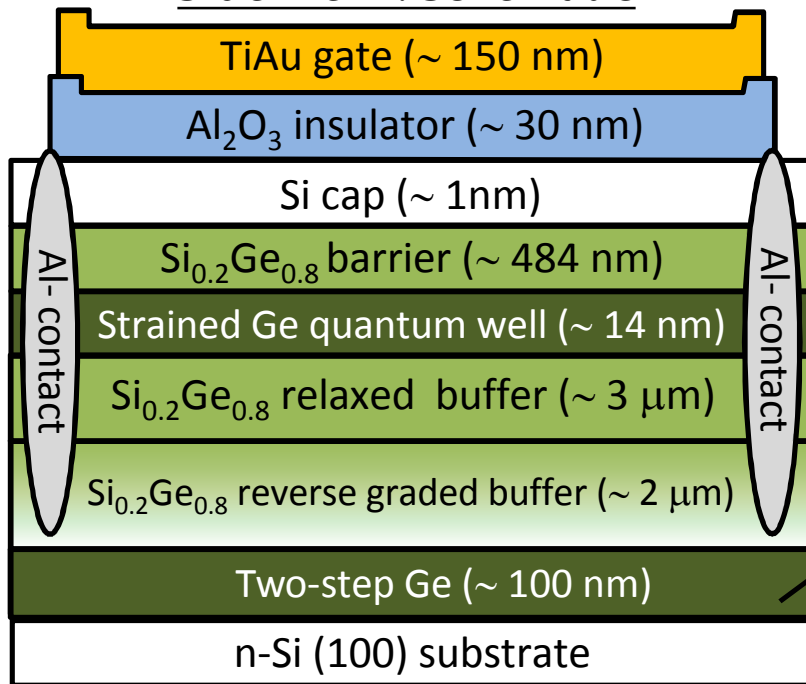 TiAu gate (~ 150 nm)
Al₂O₃ insulator (~ 30 nm)
Si cap (~ 1nm)
Si₀.₂Ge₀.₈ barrier (~ 484 nm)
Strained Ge quantum well (~ 14 nm)
Si₀.₂Ge₀.₈ relaxed buffer (~ 3 μm)
Si₀.₂Ge₀.₈ reverse graded buffer (~ 2 μm)
Two-step Ge (~ 100 nm)
n-Si (100) substrate
Al- contact
Al- contact